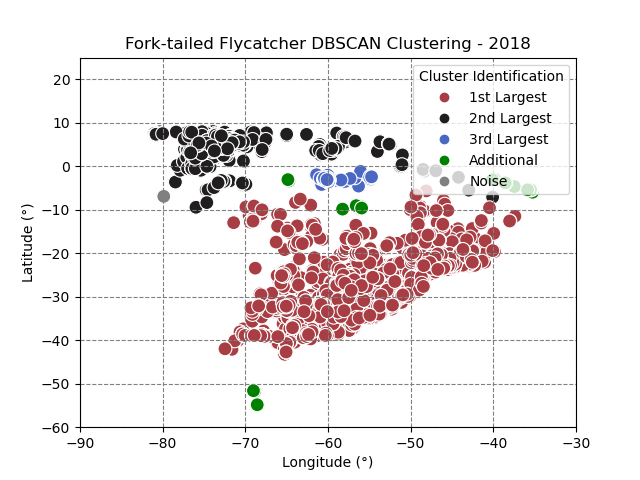 Fork-tailed Flycatcher DBSCAN Clustering - 2018
Cluster Identification
1st Largest
2nd Largest
3rd Largest
Additional
Noise
Latitude (°)
20
10
0
−10
−20
−30
−40
−50
−60
−90
−80
−70
−60
−50
−40
−30
Longitude (°)